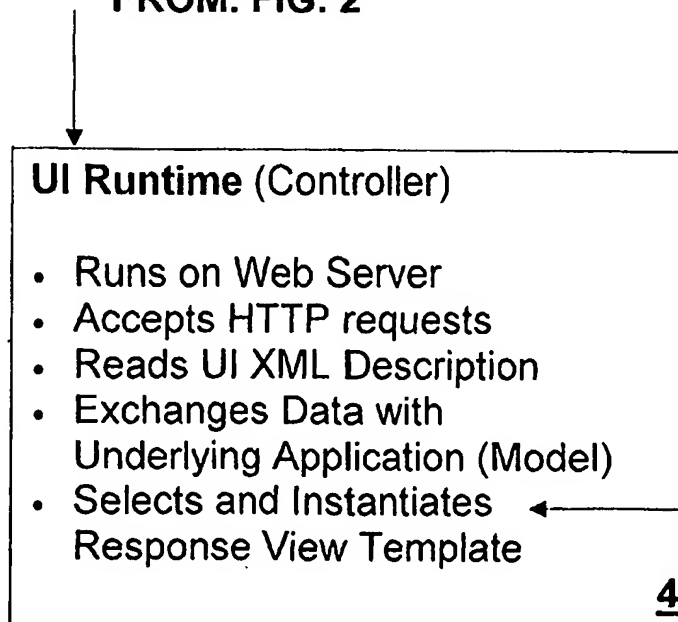 FROM: FIG. 2
UI Runtime (Controller)
• Runs on Web Server
• Accepts HTTP requests
• Reads UI XML Description
• Exchanges Data with
Underlying Application (Model)
• Selects and Instantiates
Response View Template
4